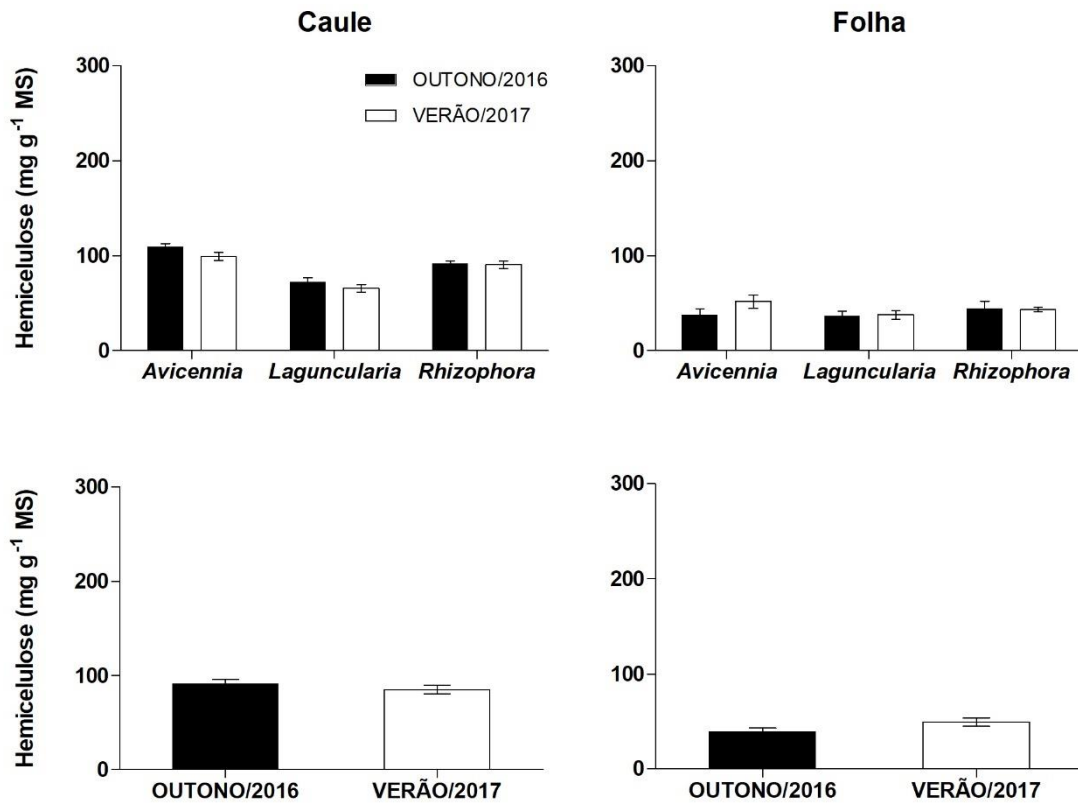 Caule
Hemicelulose (mg g⁻¹ MS)
300
200
100
0
OUTONO/2016
VERÃO/2017
Avicennia Laguncularia Rhizophora
Folha
300
200
100
0
Avicennia Laguncularia Rhizophora
Hemicelulose (mg g⁻¹ MS)
300
200
100
0
OUTONO/2016 VERÃO/2017
300
200
100
0
OUTONO/2016 VERÃO/2017